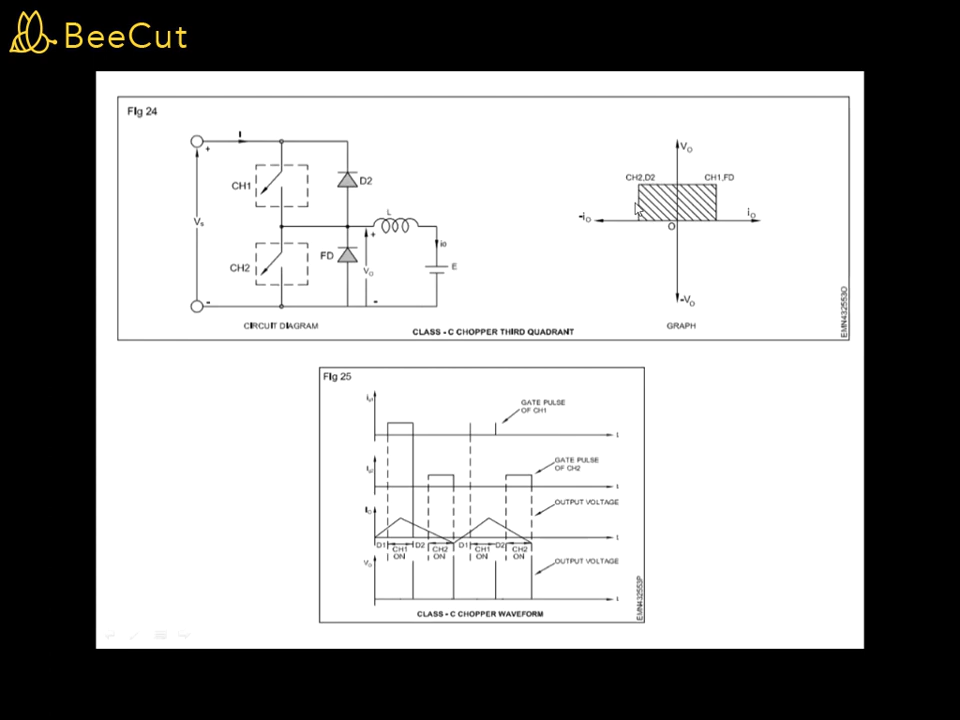 BeeCut
Fig 24
I
+
CH1
D2
Vs
L
+
io
FD
CH2
Vo
E
-
-
CIRCUIT DIAGRAM
CLASS - C CHOPPER THIRD QUADRANT
Vo
CH2,D2
CH1,FD
-io
io
O
-Vo
GRAPH
EMN432553O
Fig 25
GATE PULSE
OF CH1
t
GATE PULSE
OF CH2
t
OUTPUT VOLTAGE
Io
t
D1 CH1 D2 CH2 D1 CH1 D2 CH2
ON ON ON ON
Vo
OUTPUT VOLTAGE
t
CLASS - C CHOPPER WAVEFORM
EMN432553P